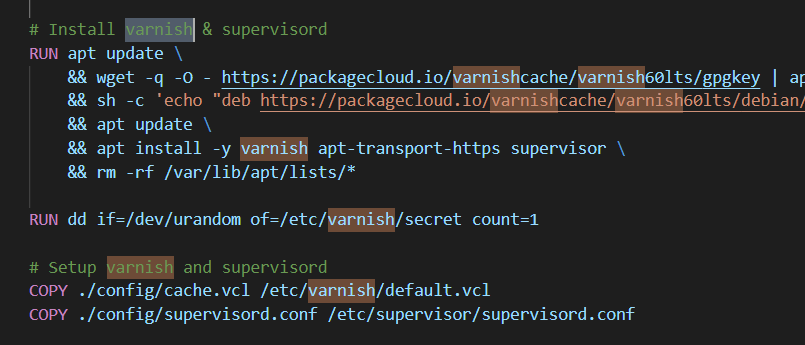 # Install varnish & supervisord
RUN apt update \
&& wget -q -O - https://packagecloud.io/varnishcache/varnish60lts/gpgkey | ap
&& sh -c 'echo "deb https://packagecloud.io/varnishcache/varnish60lts/debian/
&& apt update \
&& apt install -y varnish apt-transport-https supervisor \
&& rm -rf /var/lib/apt/lists/*
RUN dd if=/dev/urandom of=/etc/varnish/secret count=1
# Setup varnish and supervisord
COPY ./config/cache.vcl /etc/varnish/default.vcl
COPY ./config/supervisord.conf /etc/supervisor/supervisord.conf